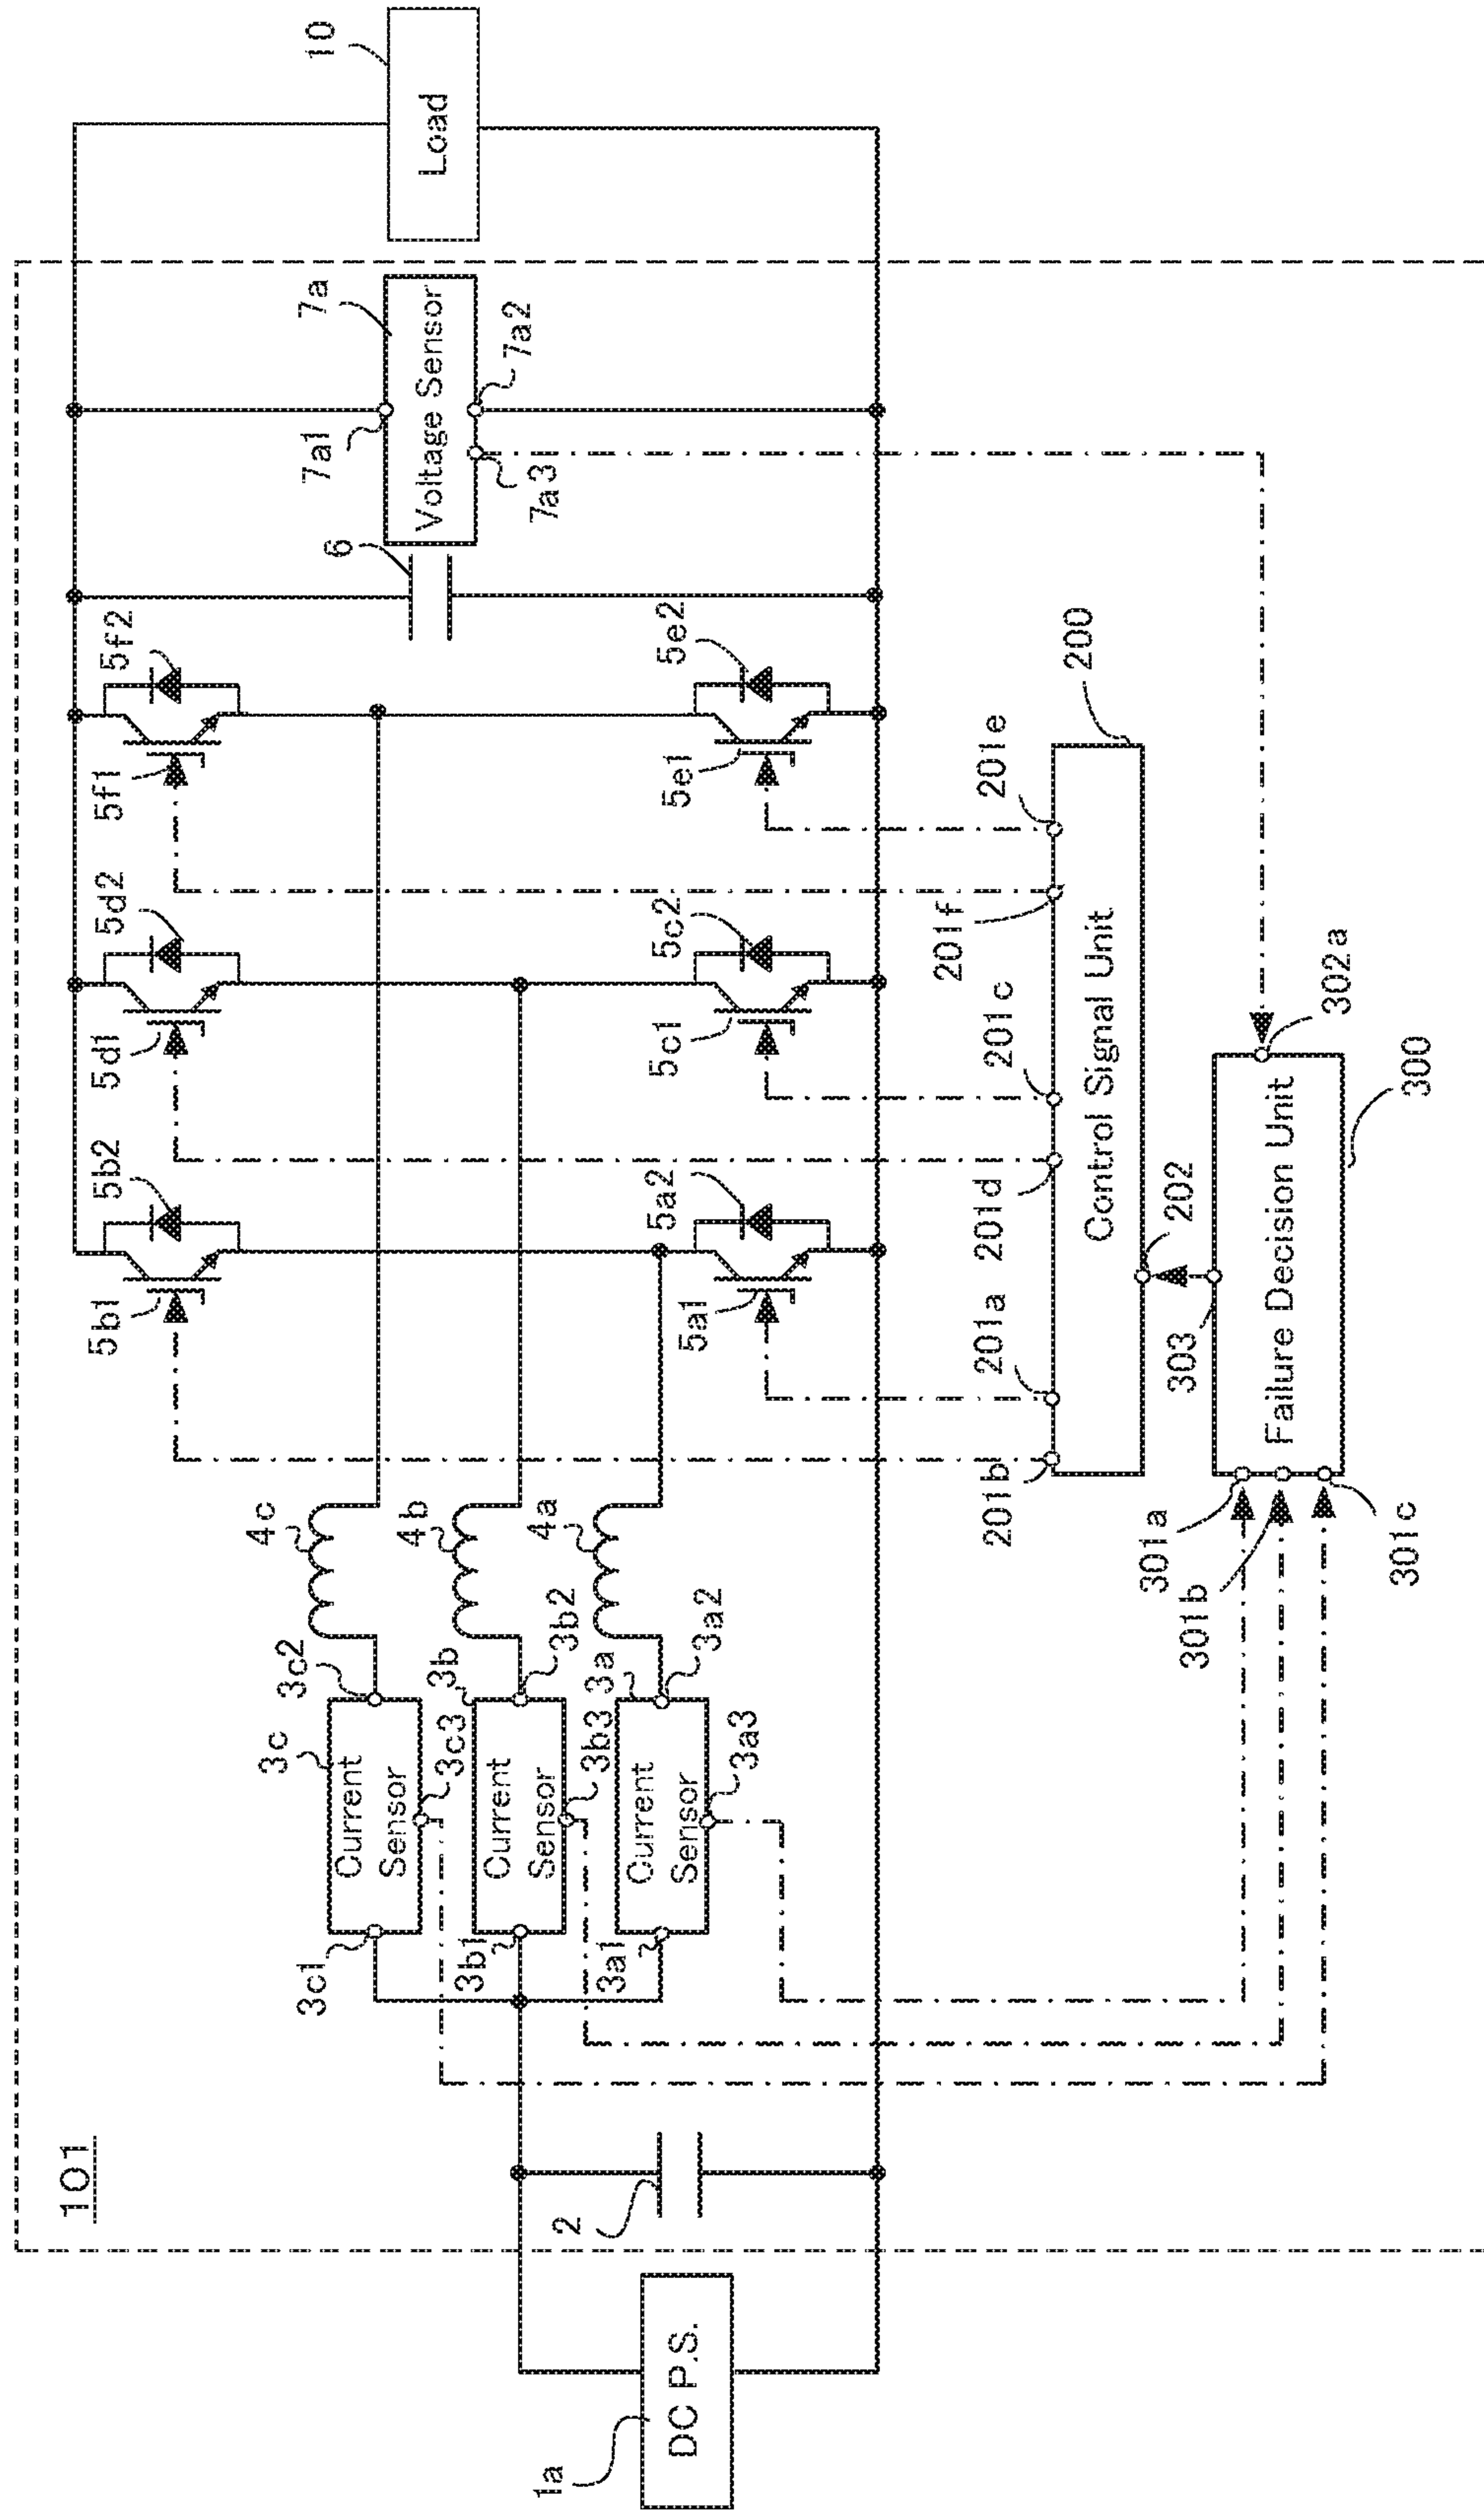 101
1a
DC P.S.
2
3c1
3c
Current
Sensor
3c2
3c3
4c
3b1
3b
Current
Sensor
3b2
3b3
4b
3a1
3a
Current
Sensor
3a2
3a3
4a
5b1
5b2
5d1
5d2
5f1
5f2
5a1
5a2
5c1
5c2
5e1
5e2
6
7a
7a1
Voltage Sensor
7a2
7a3
10
Load
201b
201a
201d
201c
201f
201e
200
Control Signal Unit
202
303
301a
301b
301c
Failure Decision Unit
302a
300